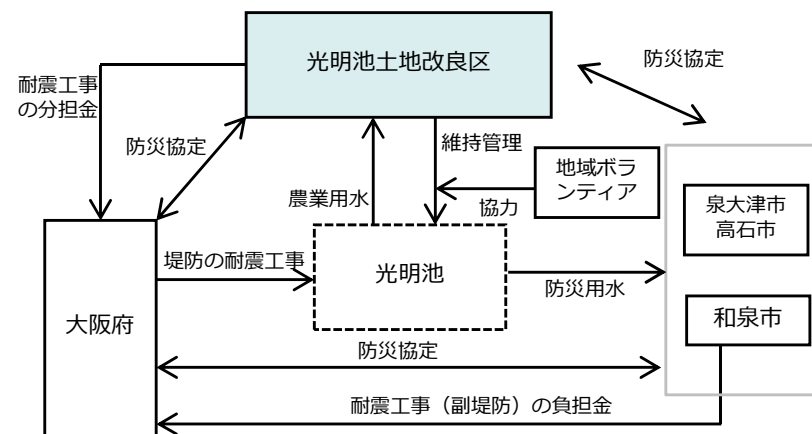 光明池土地改良区
防災協定
耐震工事
の分担金
防災協定
維持管理
農業用水
地域ボラ
ンティア
協力
泉大津市
高石市
堤防の耐震工事
光明池
防災用水
大阪府
和泉市
防災協定
耐震工事（副堤防）の負担金